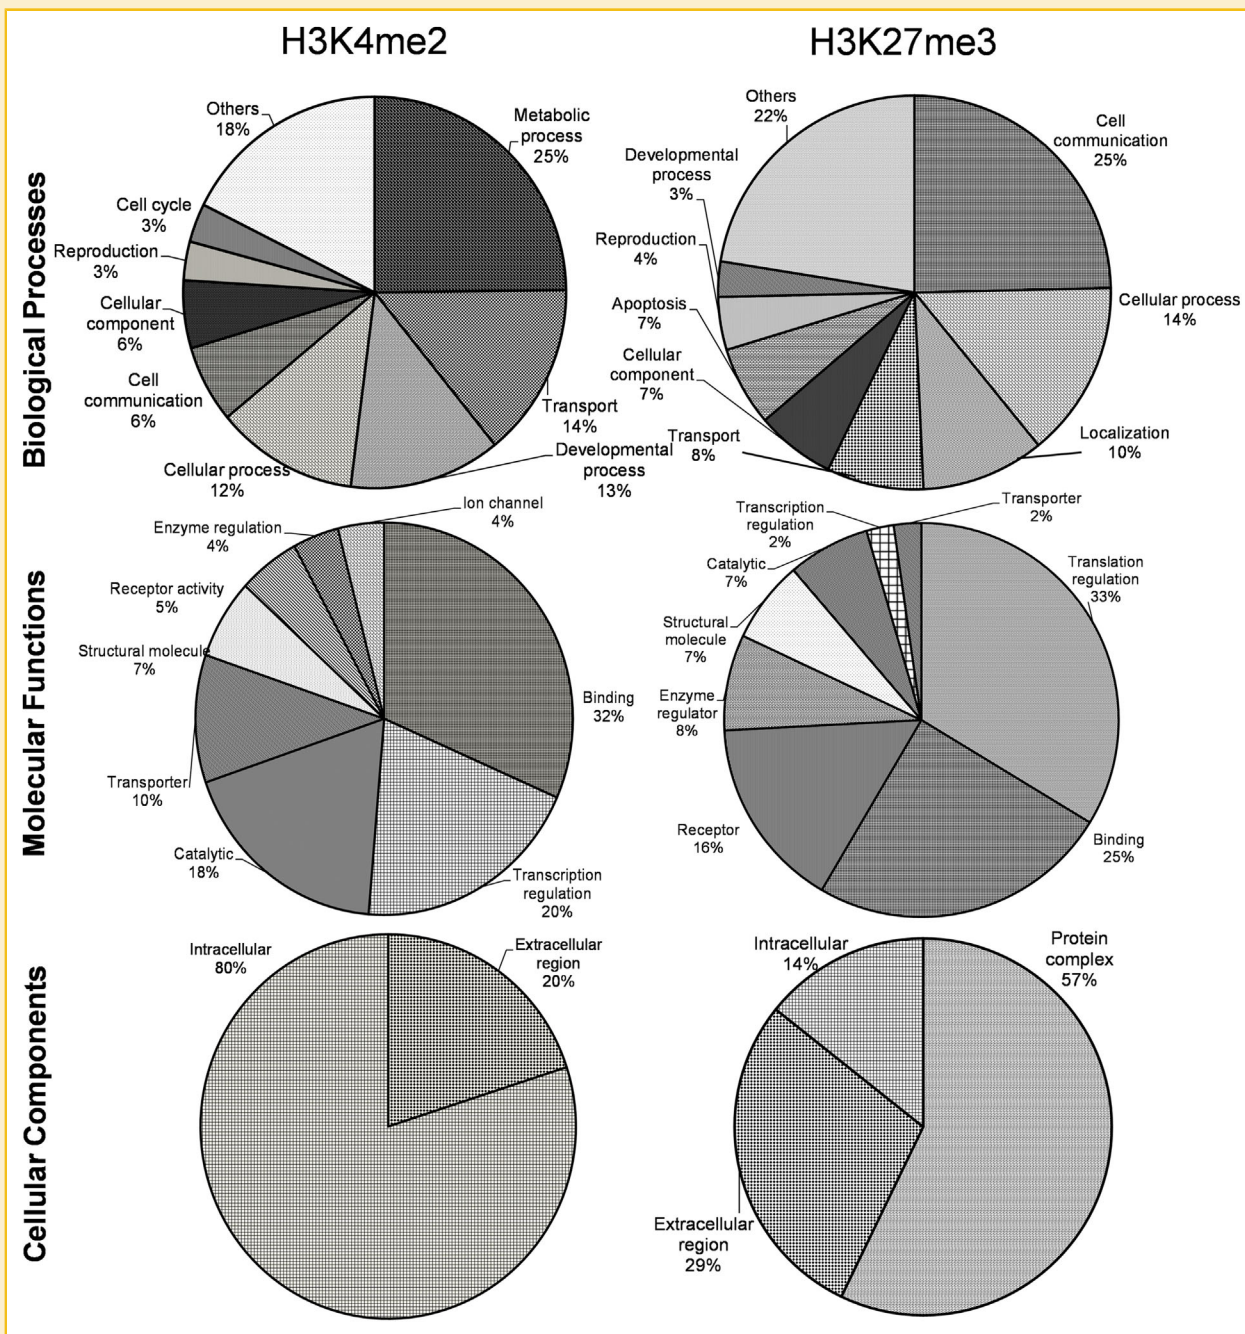 H3K4me2
H3K27me3
Biological Processes
Others
18%
Metabolic
process
25%
Cell cycle
3%
Reproduction
3%
Cellular
component
6%
Cell
communication
6%
Cellular process
12%
Transport
14%
Developmental
process
13%
Others
22%
Cell
communication
25%
Developmental
process
3%
Reproduction
4%
Apoptosis
7%
Cellular
component
7%
Transport
8%
Cellular process
14%
Localization
10%
Molecular Functions
Ion channel
4%
Enzyme regulation
4%
Receptor activity
5%
Structural molecule
7%
Transporter
10%
Catalytic
18%
Binding
32%
Transcription
regulation
20%
Transcription
regulation
2%
Transporter
2%
Catalytic
7%
Structural
molecule
7%
Enzyme
regulator
8%
Receptor
16%
Translation
regulation
33%
Binding
25%
Cellular Components
Intracellular
80%
Extracellular
region
20%
Intracellular
14%
Protein
complex
57%
Extracellular
region
29%